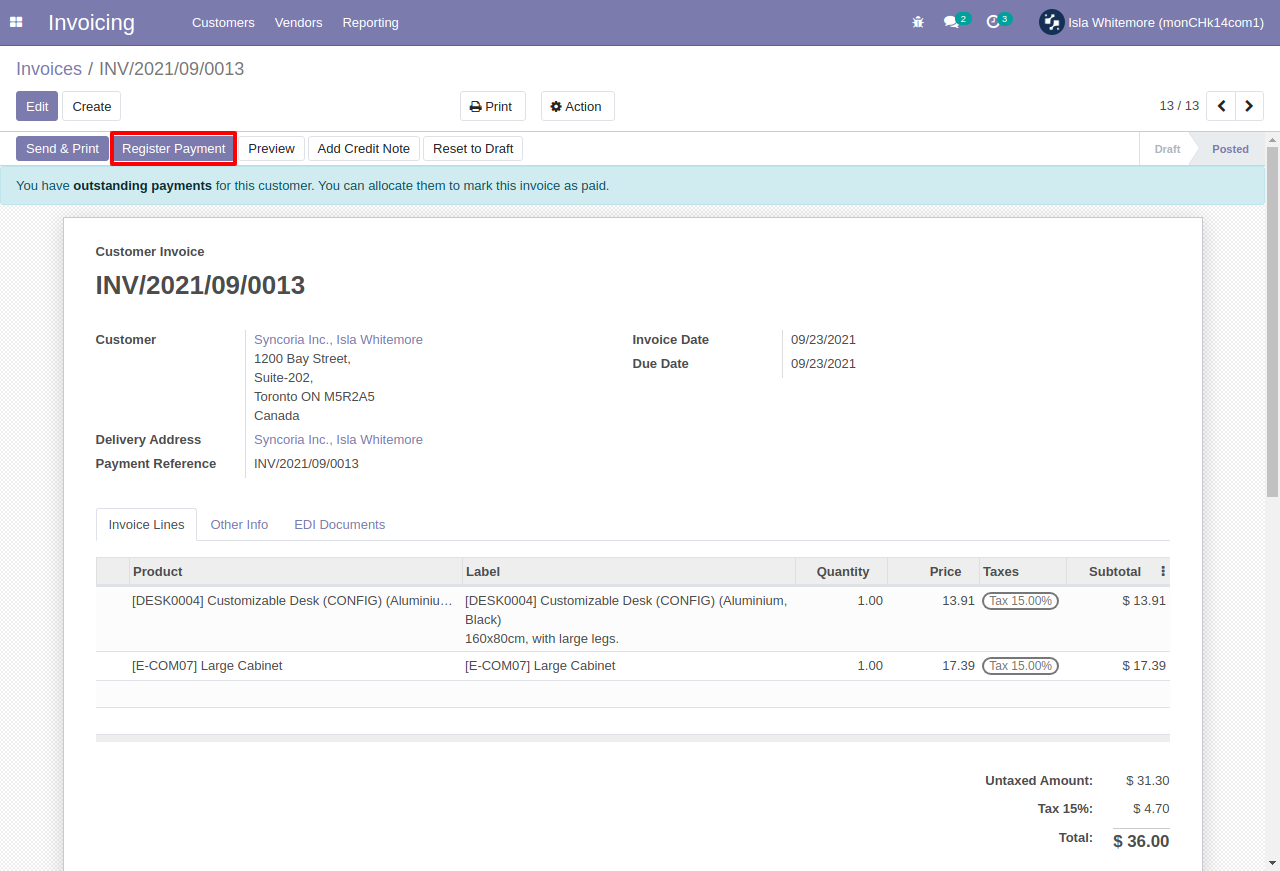 Invoicing Customers Vendors Reporting 2 3 Isla Whitemore (monCHk14com1)
Invoices / INV/2021/09/0013
Edit Create Print Action 13 / 13
Send & Print Register Payment Preview Add Credit Note Reset to Draft Draft Posted
You have outstanding payments for this customer. You can allocate them to mark this invoice as paid.
Customer Invoice
INV/2021/09/0013
Customer Syncoria Inc., Isla Whitemore Invoice Date 09/23/2021
1200 Bay Street, Due Date 09/23/2021
Suite-202,
Toronto ON M5R2A5
Canada
Delivery Address Syncoria Inc., Isla Whitemore
Payment Reference INV/2021/09/0013
Invoice Lines Other Info EDI Documents
Product Label Quantity Price Taxes Subtotal
[DESK0004] Customizable Desk (CONFIG) (Aluminiu… [DESK0004] Customizable Desk (CONFIG) (Aluminium, 1.00 13.91 Tax 15.00% $ 13.91
Black)
160x80cm, with large legs.
[E-COM07] Large Cabinet [E-COM07] Large Cabinet 1.00 17.39 Tax 15.00% $ 17.39
Untaxed Amount: $ 31.30
Tax 15%: $ 4.70
Total: $ 36.00